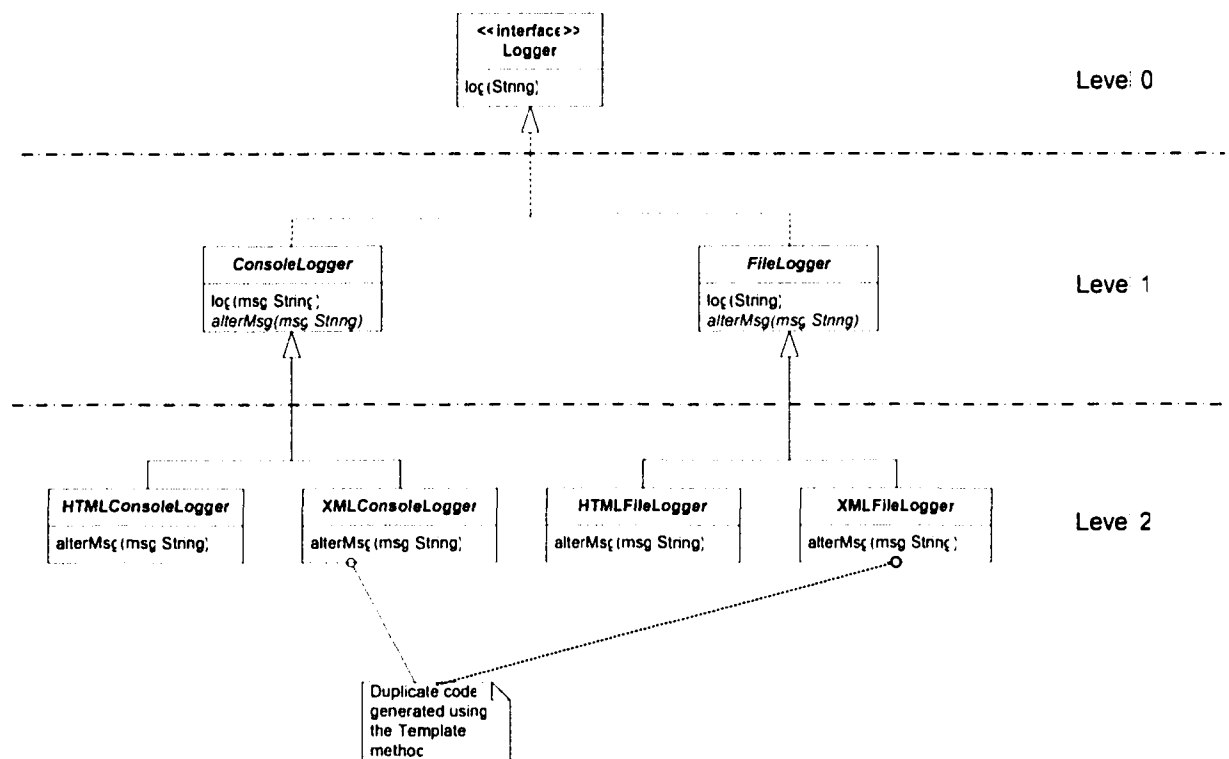 <<interface>>
Logger
log(String)
Level 0
ConsoleLogger
log(msg String)
alterMsg(msg String)
FileLogger
log(String)
alterMsg(msg String)
Level 1
HTMLConsoleLogger
alterMsg(msg String)
XMLConsoleLogger
alterMsg(msg String)
HTMLFileLogger
alterMsg(msg String)
XMLFileLogger
alterMsg(msg String)
Level 2
Duplicate code
generated using
the Template
method